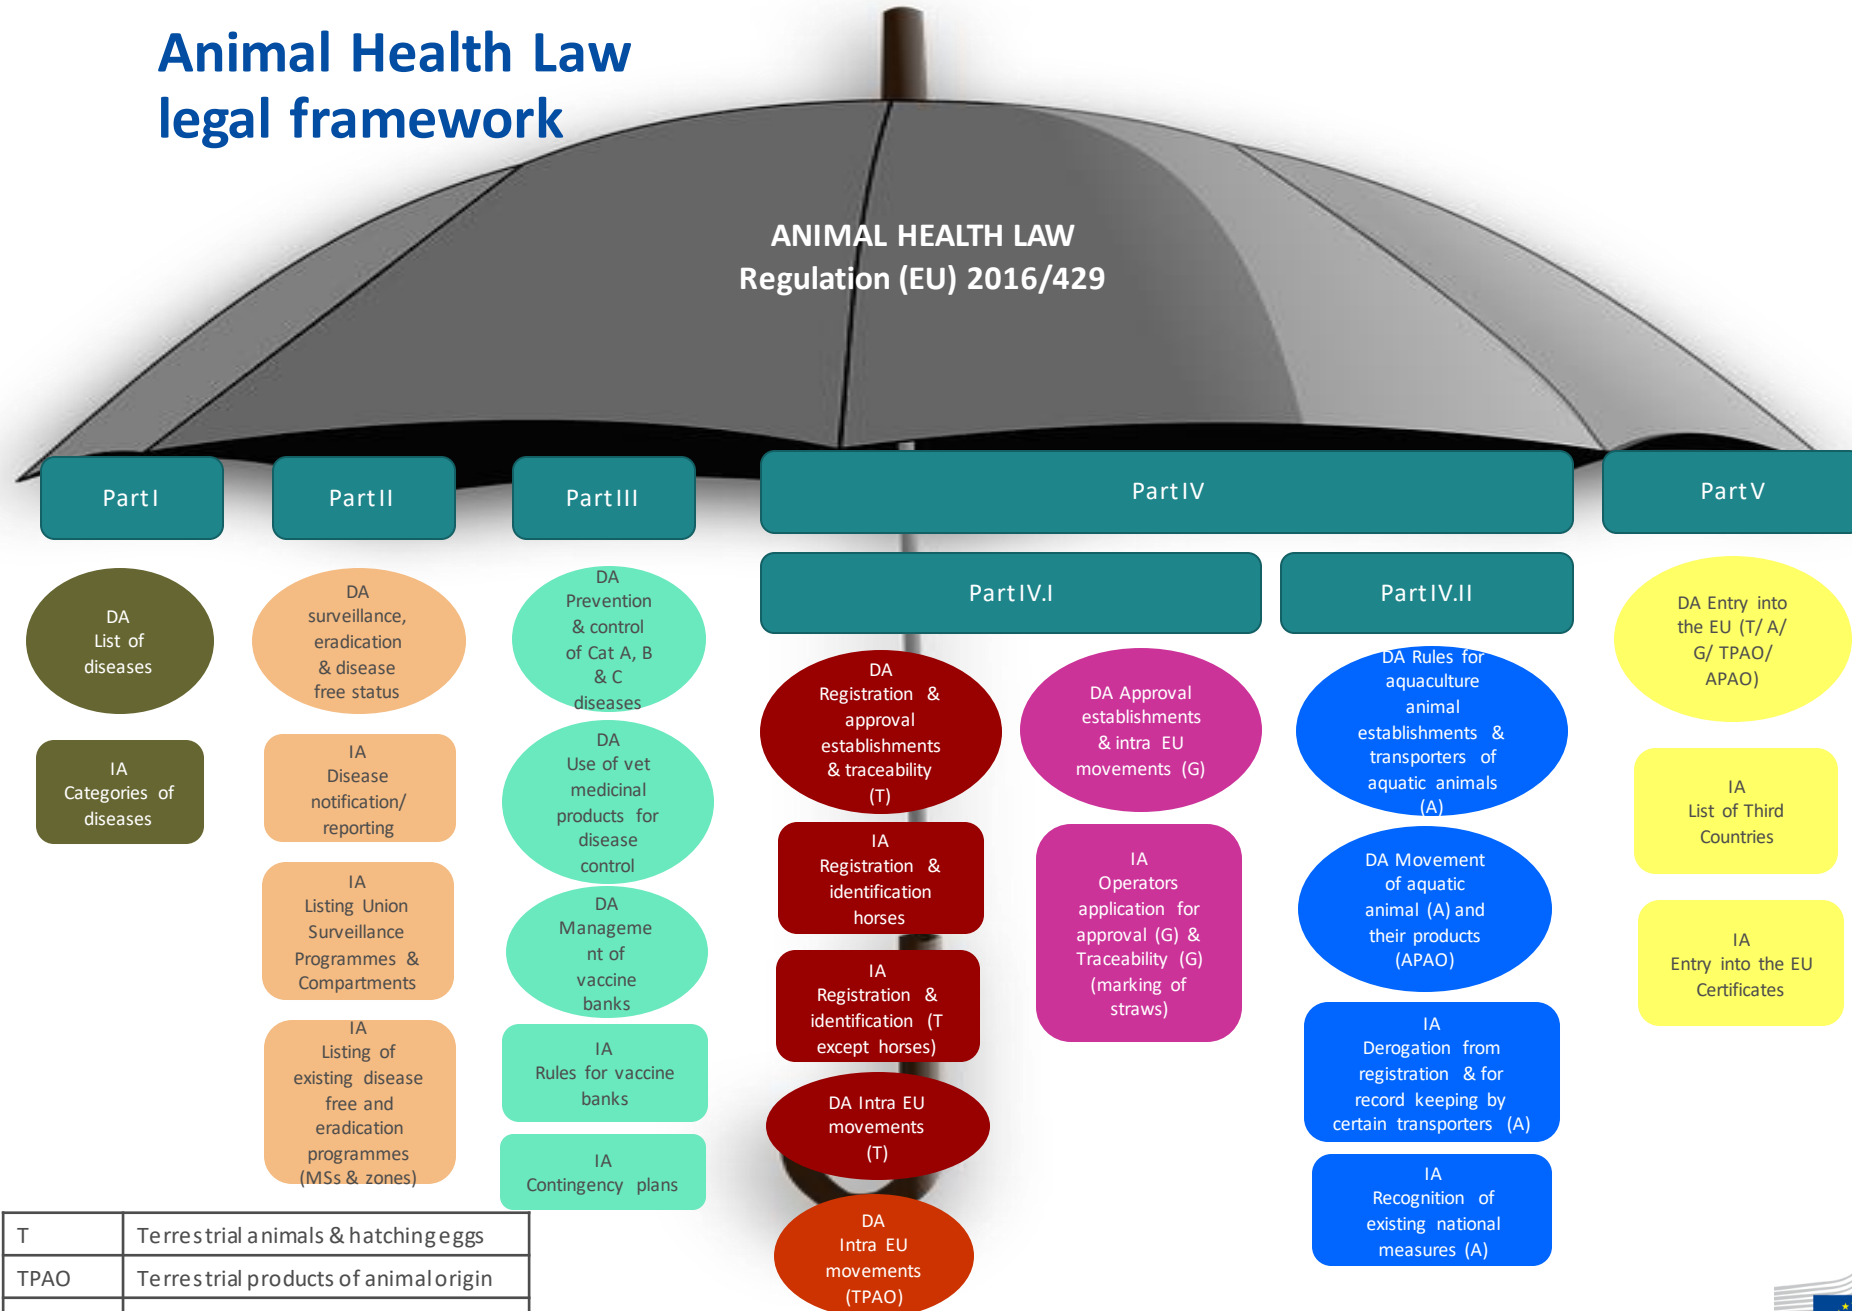 Animal Health Law
legal framework
ANIMAL HEALTH LAW
Regulation (EU) 2016/429
Part I
Part II
Part III
Part IV
Part V
Part IV.I
Part IV.II
DA
List of
diseases
IA
Categories of
diseases
DA
surveillance,
eradication
& disease
free status
IA
Disease
notification/
reporting
IA
Listing Union
Surveillance
Programmes &
Compartments
IA
Listing of
existing disease
free and
eradication
programmes
(MSs & zones)
DA
Prevention
& control
of Cat A, B
& C
diseases
DA
Use of vet
medicinal
products for
disease
control
DA
Manageme
nt of
vaccine
banks
IA
Rules for vaccine
banks
IA
Contingency plans
DA
Registration &
approval
establishments
& traceability
(T)
IA
Registration &
identification
horses
IA
Registration &
identification (T
except horses)
DA Intra EU
movements
(T)
DA
Intra EU
movements
(TPAO)
DA Approval
establishments
& intra EU
movements (G)
IA
Operators
application for
approval (G) &
Traceability (G)
(marking of
straws)
DA Rules for
aquaculture
animal
establishments &
transporters of
aquatic animals
(A)
DA Movement
of aquatic
animal (A) and
their products
(APAO)
IA
Derogation from
registration & for
record keeping by
certain transporters (A)
IA
Recognition of
existing national
measures (A)
DA Entry into
the EU (T/ A/
G/ TPAO/
APAO)
IA
List of Third
Countries
IA
Entry into the EU
Certificates
T Terrestrial animals & hatching eggs
TPAO Terrestrial products of animal origin